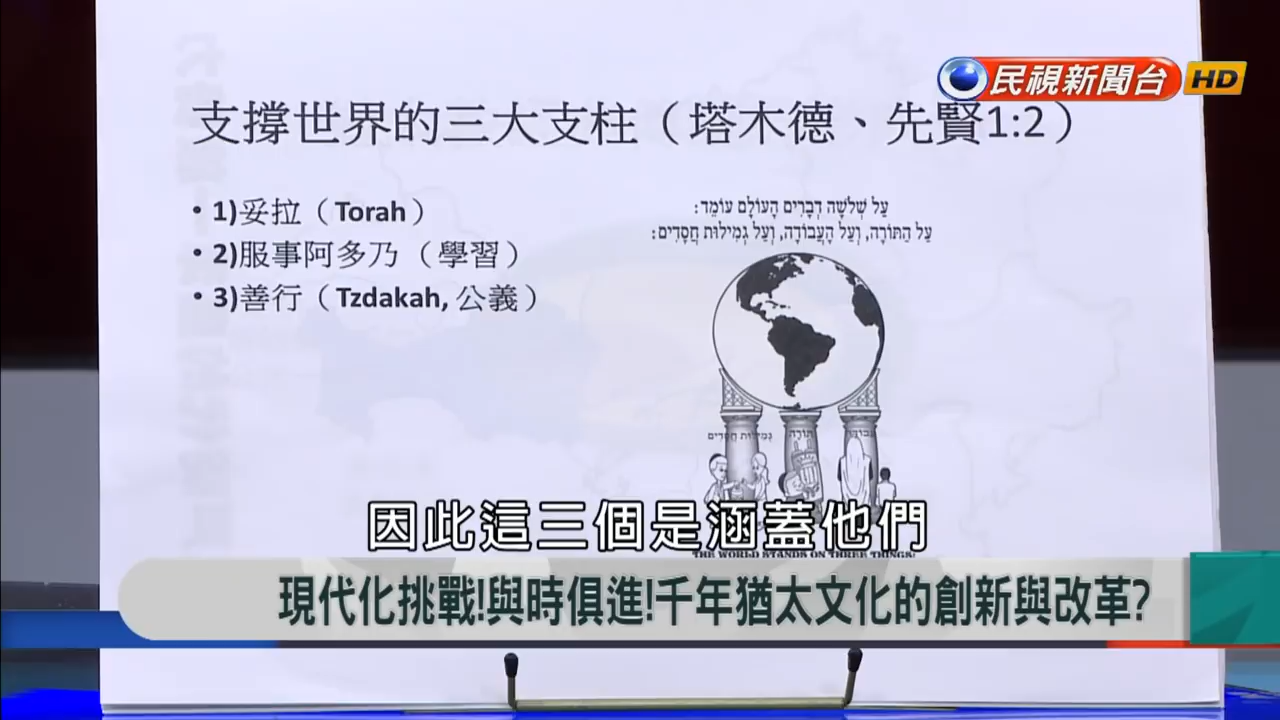 民視新聞台 HD
支撐世界的三大支柱（塔木德、先賢1:2）
• 1)妥拉（Torah）
• 2)服事阿多乃（學習）
• 3)善行（Tzdakah, 公義）
עַל שְׁלֹשָׁה דְבָרִים הָעוֹלָם עוֹמֵד:
עַל הַתּוֹרָה, וְעַל הָעֲבוֹדָה, וְעַל גְּמִילוּת חֲסָדִים:
גמילות חסדים תורה עבודה
THE WORLD STANDS ON THREE THINGS:
因此這三個是涵蓋他們
現代化挑戰!與時俱進!千年猶太文化的創新與改革?